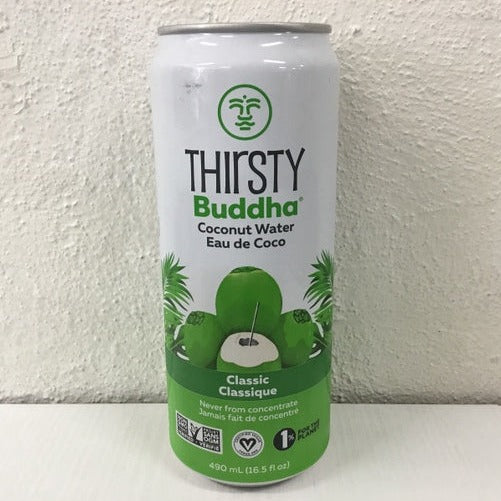 THIRSTY
Buddha®
Coconut Water
Eau de Coco
Classic
Classique
Never from concentrate
Jamais fait de concentré
1% FOR THE PLANET
490 mL (16.5 fl oz)